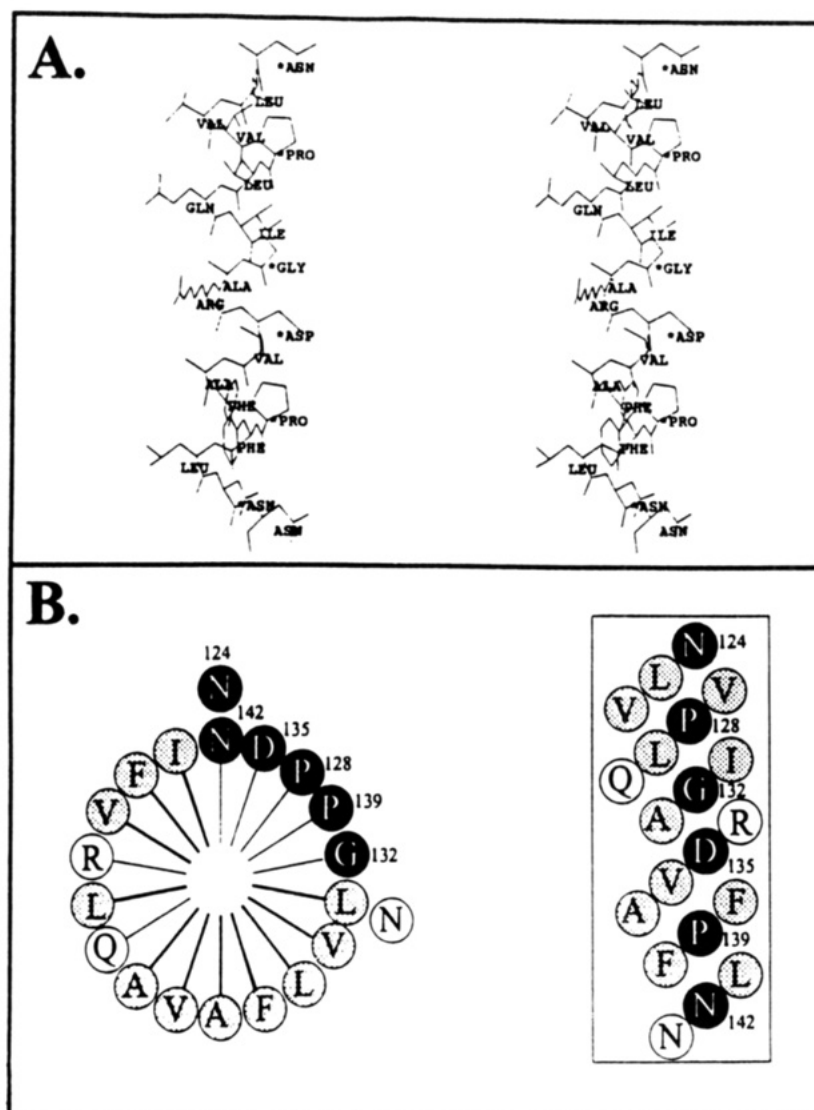 A.
*ASN
LEU
VAL
VAL
*PRO
LEU
GLN
ILE
*GLY
ALA
ARG
*ASP
VAL
ALA
PHE
*PRO
PHE
LEU
*ASN
ASN
*ASN
LEU
VAL
VAL
*PRO
LEU
GLN
ILE
*GLY
ALA
ARG
*ASP
VAL
ALA
PHE
*PRO
PHE
LEU
*ASN
ASN
B.
124
N
142
N
D
135
P
128
P
139
G
132
L
N
V
L
F
A
V
A
Q
L
R
V
F
I
N
124
L
V
V
P
128
L
I
Q
G
132
A
R
D
135
V
F
A
P
139
F
L
N
142
N